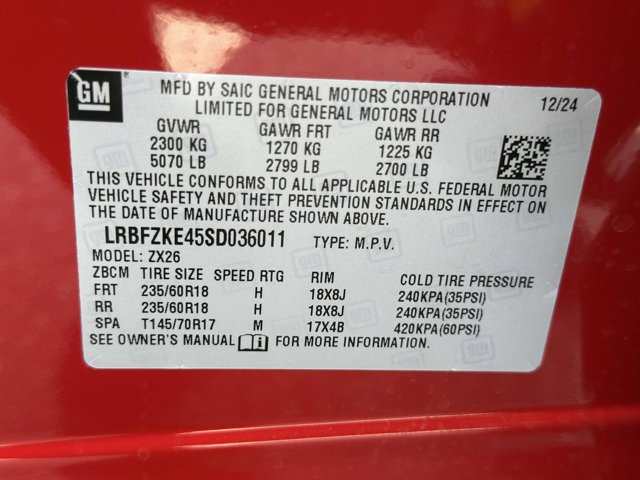 GM ®
MFD BY SAIC GENERAL MOTORS CORPORATION
LIMITED FOR GENERAL MOTORS LLC
12/24
GVWR GAWR FRT GAWR RR
2300 KG 1270 KG 1225 KG
5070 LB 2799 LB 2700 LB
THIS VEHICLE CONFORMS TO ALL APPLICABLE U.S. FEDERAL MOTOR
VEHICLE SAFETY AND THEFT PREVENTION STANDARDS IN EFFECT ON
THE DATE OF MANUFACTURE SHOWN ABOVE.
LRBFZKE45SD036011 TYPE: M.P.V.
MODEL: ZX26
ZBCM TIRE SIZE SPEED RTG RIM COLD TIRE PRESSURE
FRT 235/60R18 H 18X8J 240KPA(35PSI)
RR 235/60R18 H 18X8J 240KPA(35PSI)
SPA T145/70R17 M 17X4B 420KPA(60PSI)
SEE OWNER'S MANUAL i FOR MORE INFORMATION.